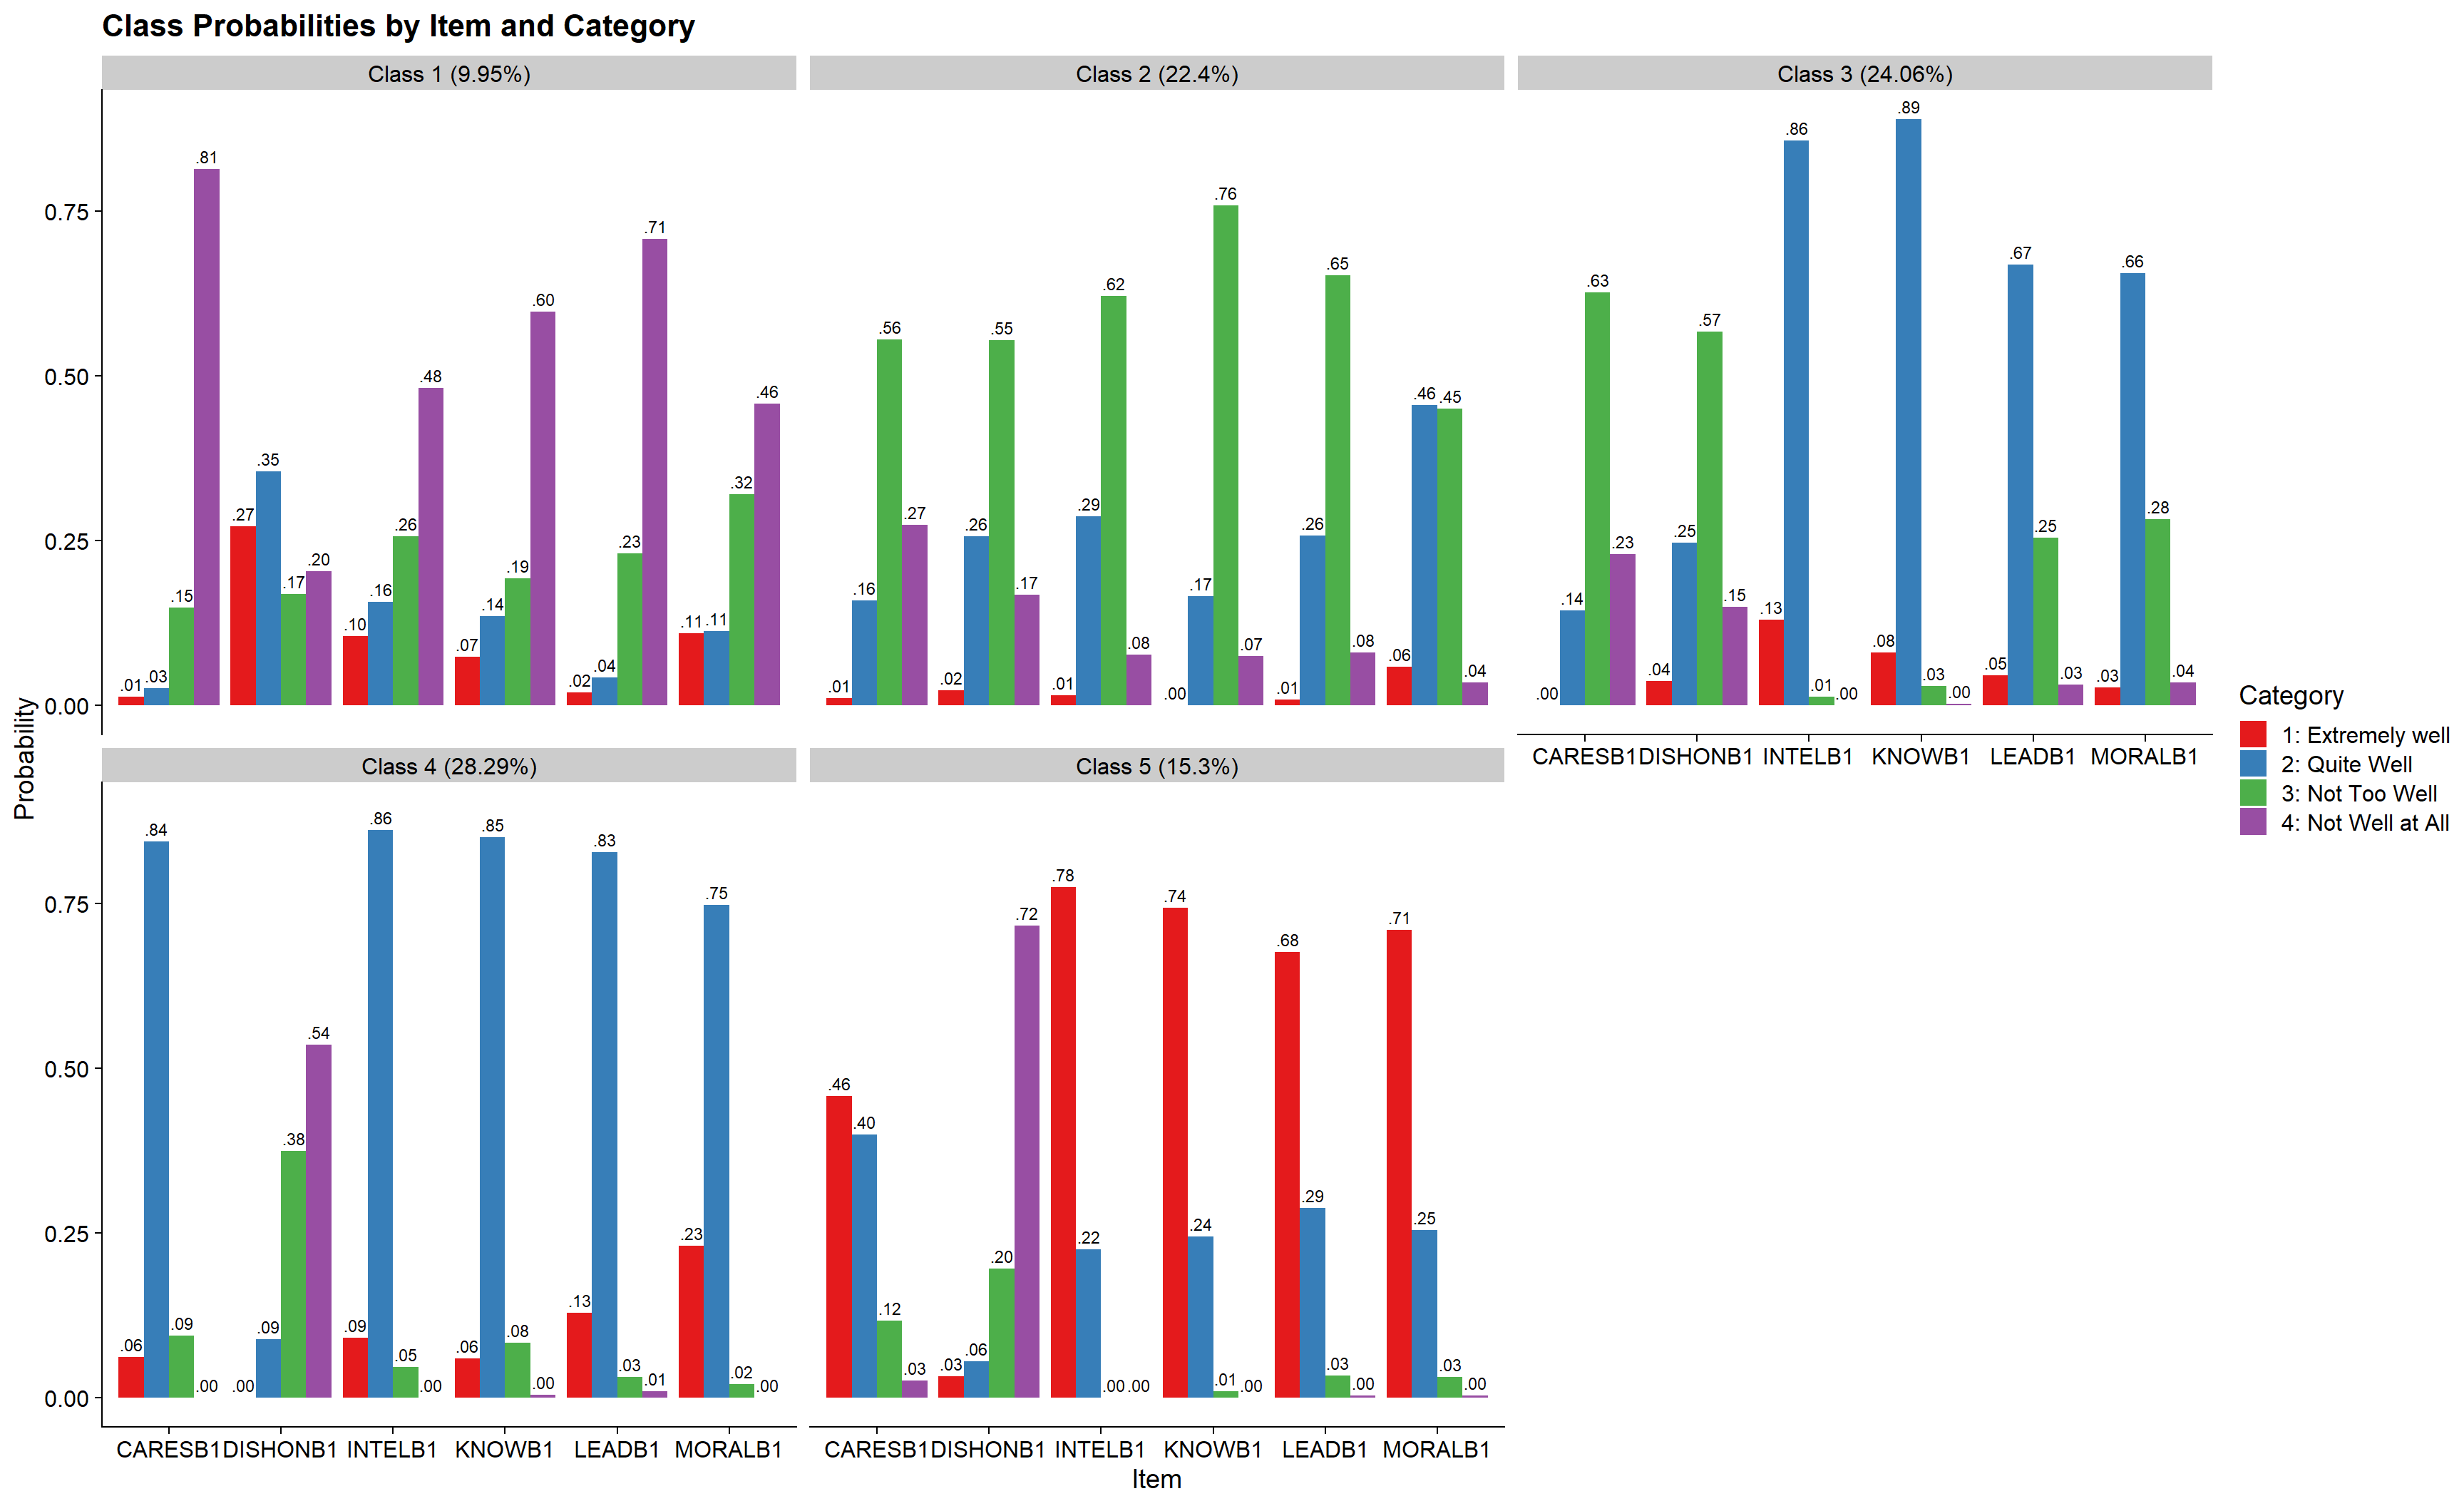 Class Probabilities by Item and Category
Class 1 (9.95%)
Class 2 (22.4%)
Class 3 (24.06%)
Probability
0.75
0.50
0.25
0.00
.01 .03 .15 .81
.27 .35 .17 .20
.10 .16 .26 .48
.07 .14 .19 .60
.02 .04 .23 .71
.11 .11 .32 .46
.01 .16 .56 .27
.02 .26 .55 .17
.01 .29 .62 .08
.00 .17 .76 .07
.01 .26 .65 .08
.06 .46 .45 .04
.00 .14 .63 .23
.04 .25 .57 .15
.13 .86 .01 .00
.08 .89 .03 .00
.05 .67 .25 .03
.03 .66 .28 .04
CARESB1 DISHONB1 INTELB1 KNOWB1 LEADB1 MORALB1
Class 4 (28.29%)
Class 5 (15.3%)
0.75
0.50
0.25
0.00
.06 .84 .09 .00
.00 .09 .38 .54
.09 .86 .05 .00
.06 .85 .08 .00
.13 .83 .03 .01
.23 .75 .02 .00
.46 .40 .12 .03
.03 .06 .20 .72
.78 .22 .00 .00
.74 .24 .01 .00
.68 .29 .03 .00
.71 .25 .03 .00
CARESB1 DISHONB1 INTELB1 KNOWB1 LEADB1 MORALB1
CARESB1 DISHONB1 INTELB1 KNOWB1 LEADB1 MORALB1
Item
Category
1: Extremely well
2: Quite Well
3: Not Too Well
4: Not Well at All